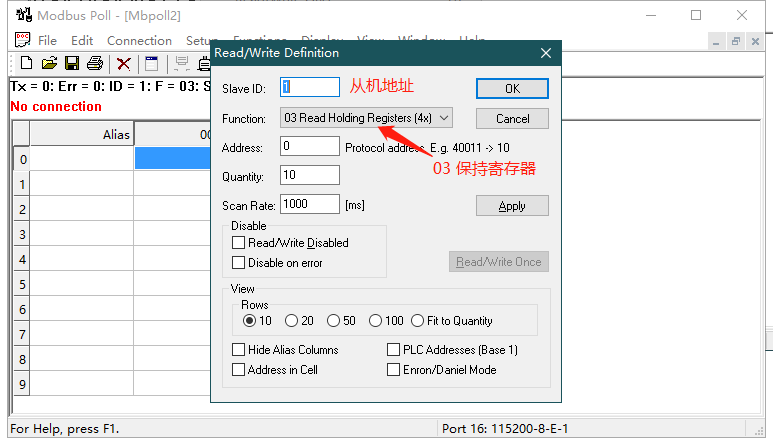 Modbus Poll - [Mbpoll2]
File Edit Connection Setup Functions Display View Window Help
Tx = 0: Err = 0: ID = 1: F = 03: S
No connection
Alias 00
0
1
2
3
4
5
6
7
8
9
Read/Write Definition
Slave ID: 1 从机地址 OK
Function: 03 Read Holding Registers (4x) Cancel
Address: 0 Protocol address. E.g. 40011 -> 10
03 保持寄存器
Quantity: 10
Scan Rate: 1000 [ms] Apply
Disable
Read/Write Disabled
Disable on error Read/Write Once
View
Rows
10 20 50 100 Fit to Quantity
Hide Alias Columns PLC Addresses (Base 1)
Address in Cell Enron/Daniel Mode
For Help, press F1. Port 16: 115200-8-E-1